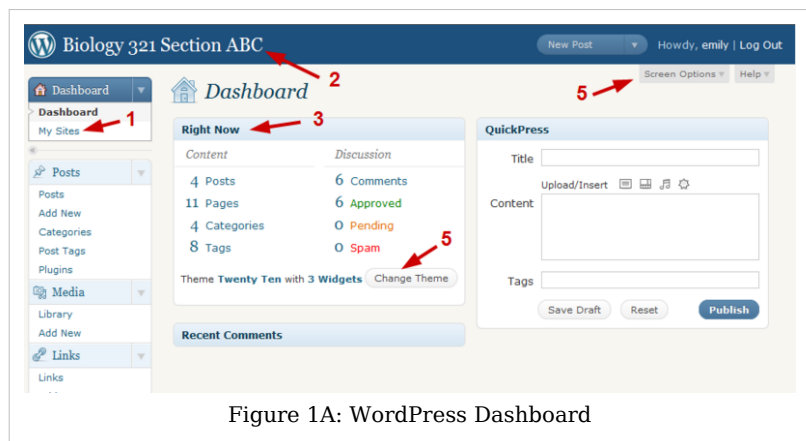 Biology 321 Section ABC
New Post
Howdy, emily | Log Out
2
Screen Options
Help
5
Dashboard
Dashboard
My Sites
1
Dashboard
Posts
Posts
Add New
Categories
Post Tags
Plugins
Media
Library
Add New
Links
Links
Right Now
3
Content Discussion
4 Posts 6 Comments
11 Pages 6 Approved
4 Categories 0 Pending
8 Tags 0 Spam
5
Theme Twenty Ten with 3 Widgets Change Theme
Recent Comments
QuickPress
Title
Upload/Insert
Content
Tags
Save Draft Reset Publish
Figure 1A: WordPress Dashboard